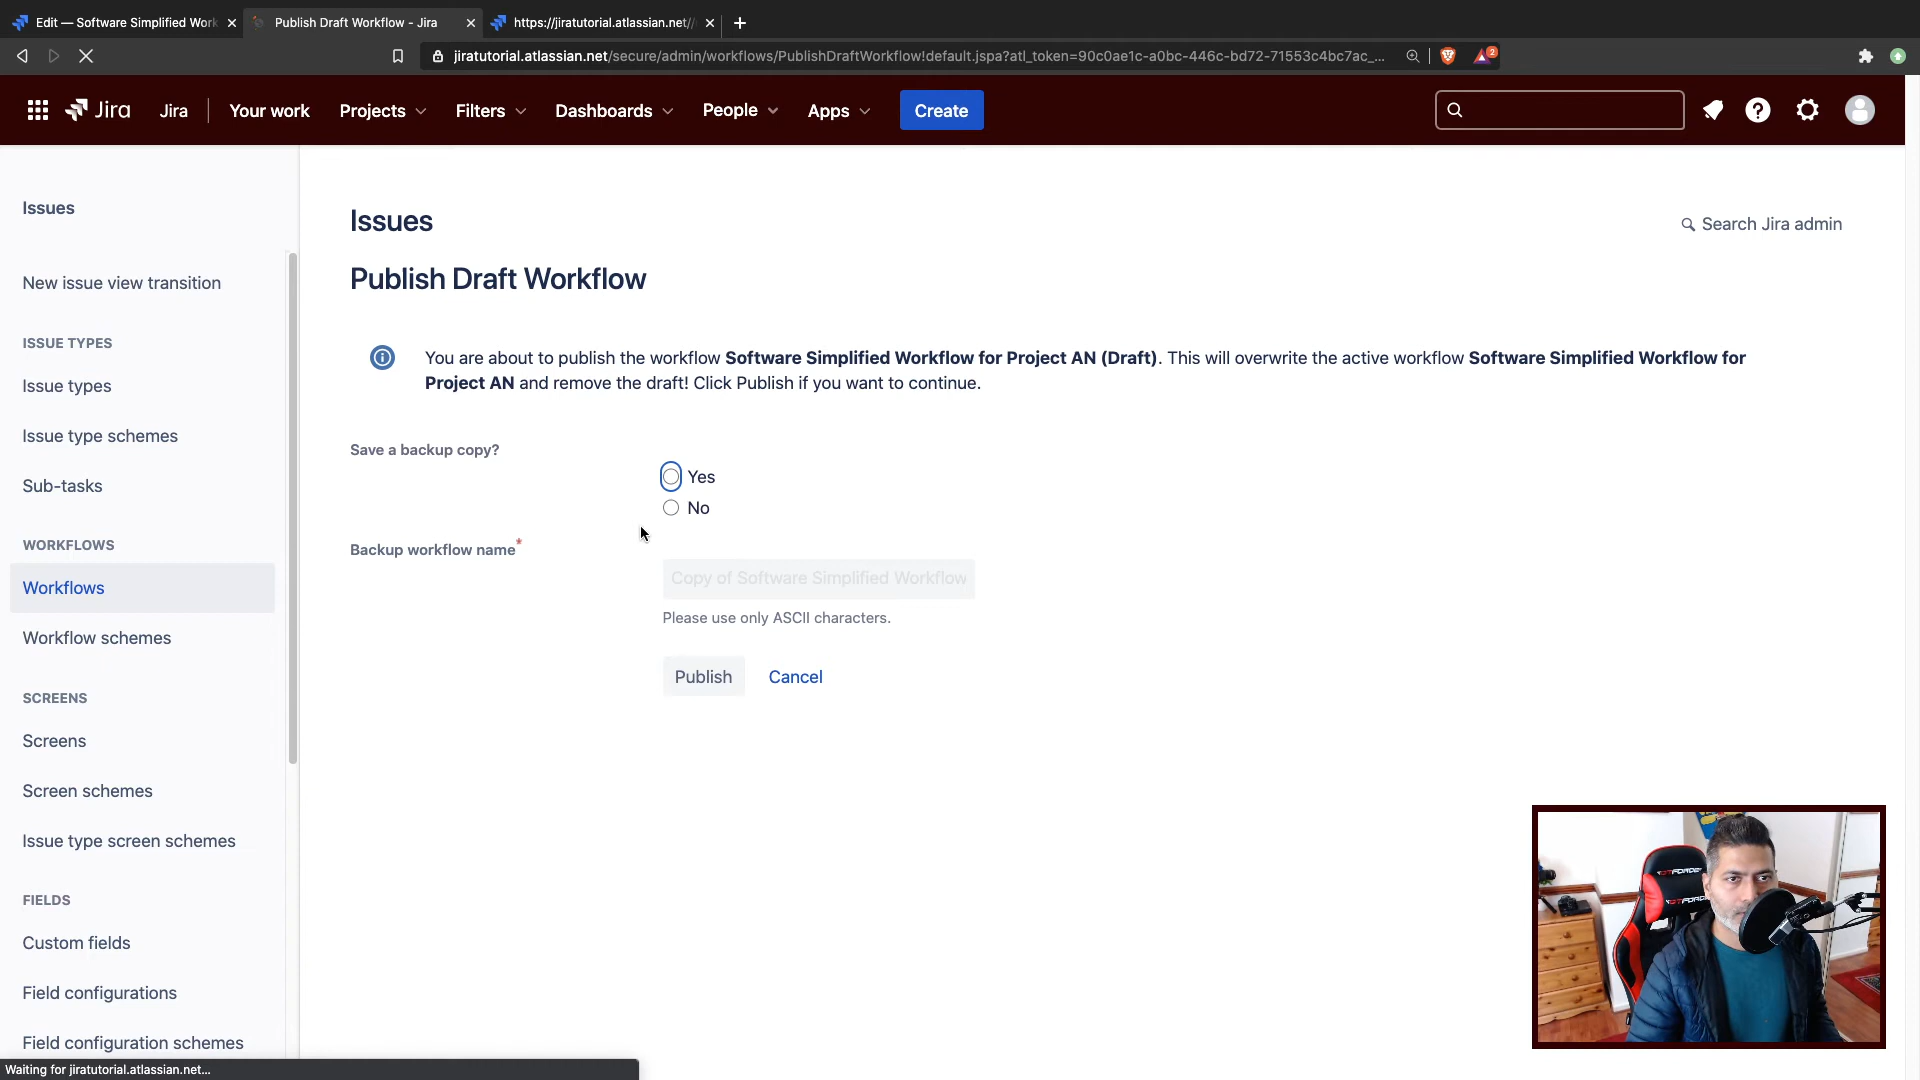 Edit — Software Simplified Work
Publish Draft Workflow - Jira
https://jiratutorial.atlassian.net//
jiratutorial.atlassian.net/secure/admin/workflows/PublishDraftWorkflow!default.jspa?atl_token=90c0ae1c-a0bc-446c-bd72-71553c4bc7ac_...
2
Jira
Jira
Your work
Projects
Filters
Dashboards
People
Apps
Create
Issues
New issue view transition
ISSUE TYPES
Issue types
Issue type schemes
Sub-tasks
WORKFLOWS
Workflows
Workflow schemes
SCREENS
Screens
Screen schemes
Issue type screen schemes
FIELDS
Custom fields
Field configurations
Field configuration schemes
Issues
Search Jira admin
Publish Draft Workflow
You are about to publish the workflow Software Simplified Workflow for Project AN (Draft). This will overwrite the active workflow Software Simplified Workflow for
Project AN and remove the draft! Click Publish if you want to continue.
Save a backup copy?
Yes
No
Backup workflow name*
Copy of Software Simplified Workflow
Please use only ASCII characters.
Publish
Cancel
Waiting for jiratutorial.atlassian.net...